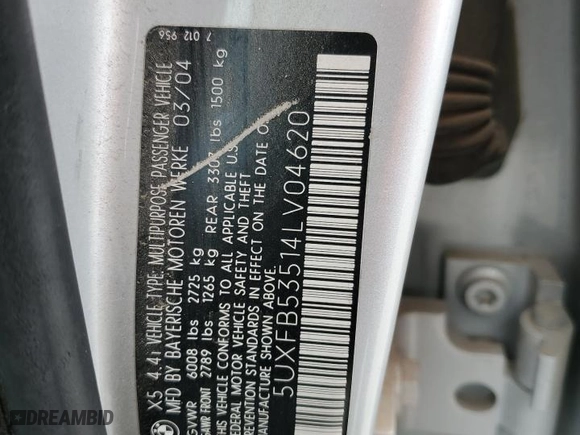 7 012 956
X5 4.4i VEHICLE TYPE: MULTIPURPOSE PASSENGER VEHICLE
MFD BY BAYERISCHE MOTOREN WERKE 03/04
GVWR 6008 lbs 2725 kg
GAWR FRONT 2789 lbs 1265 kg REAR 3307 lbs 1500 kg
THIS VEHICLE CONFORMS TO ALL APPLICABLE U.S.
FEDERAL MOTOR VEHICLE SAFETY AND THEFT
PREVENTION STANDARDS IN EFFECT ON THE DATE OF
MANUFACTURE SHOWN ABOVE.
5UXFB53514LV04620
DREAMBID